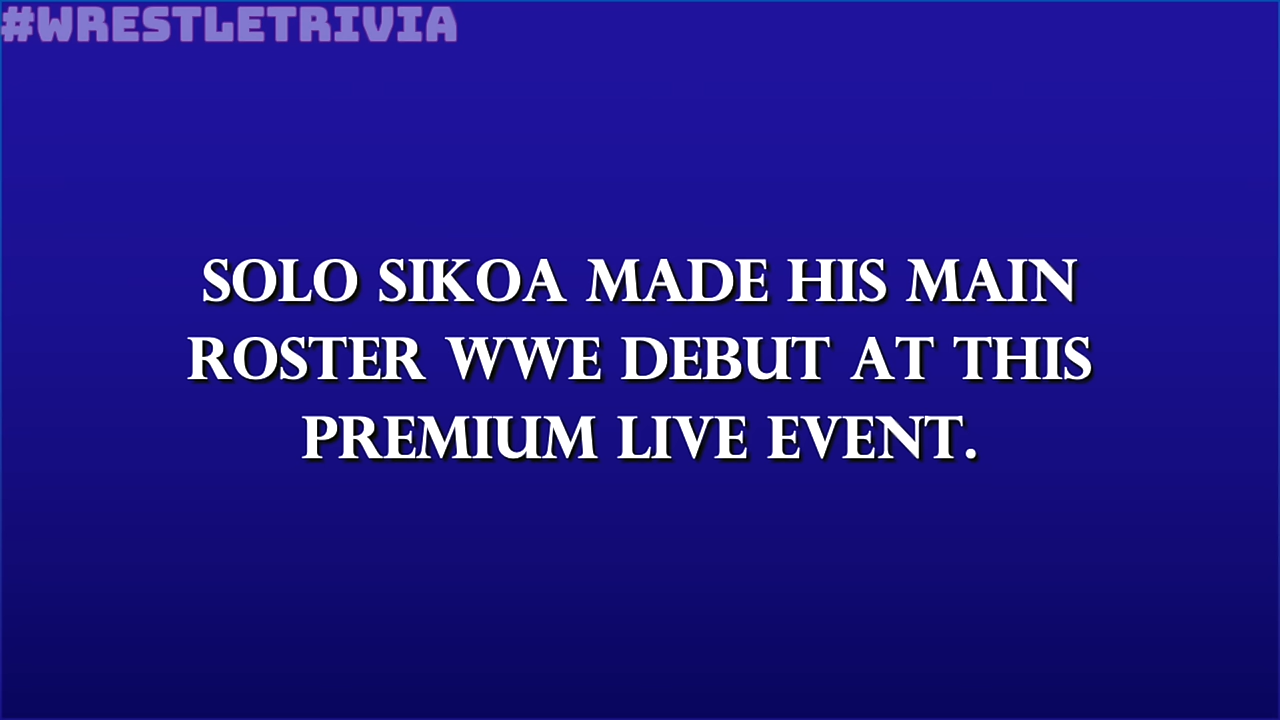 #WRESTLETRIVIA
SOLO SIKOA MADE HIS MAIN
ROSTER WWE DEBUT AT THIS
PREMIUM LIVE EVENT.